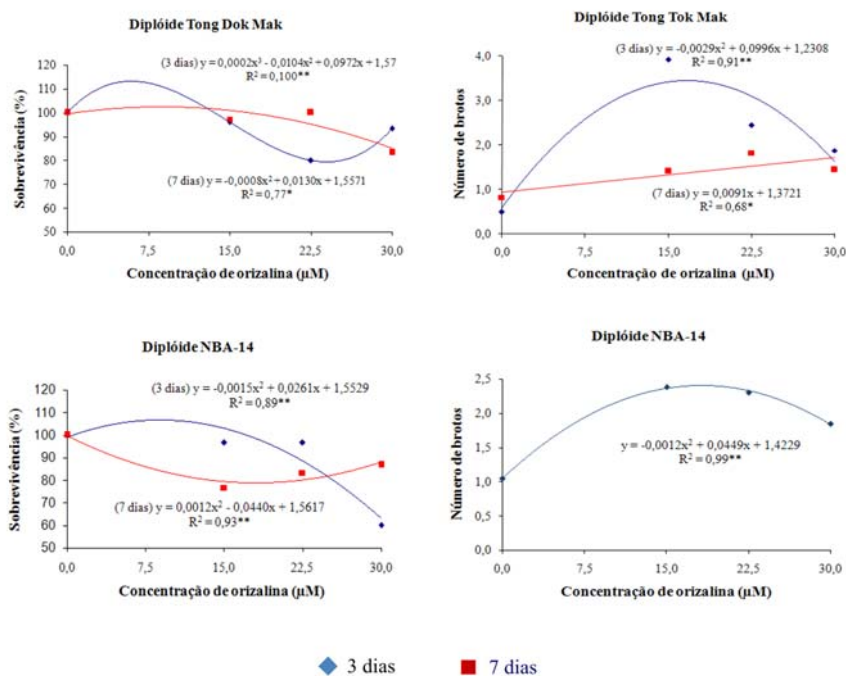 Diplóide Tong Dok Mak
Sobrevivência (%)
120
110
100
90
80
70
60
50
(3 dias) y = 0,0002x³ - 0,0104x² + 0,0972x + 1,57
R² = 0,100**
(7 dias) y = -0,0008x² + 0,0130x + 1,5571
R² = 0,77*
0,0 7,5 15,0 22,5 30,0
Concentração de orizalina (µM)
Diplóide Tong Tok Mak
Número de brotos
4,0
3,0
2,0
1,0
0,0
(3 dias) y = -0,0029x² + 0,0996x + 1,2308
R² = 0,91**
(7 dias) y = 0,0091x + 1,3721
R² = 0,68*
0,0 7,5 15,0 22,5 30,0
Concentração de orizalina (µM)
Diplóide NBA-14
Sobrevivência (%)
120
110
100
90
80
70
60
50
(3 dias) y = -0,0015x² + 0,0261x + 1,5529
R² = 0,89**
(7 dias) y = 0,0012x² - 0,0440x + 1,5617
R² = 0,93**
0,0 7,5 15,0 22,5 30,0
Concentração de orizalina (µM)
Diplóide NBA-14
Número de brotos
2,5
2,0
1,5
1,0
0,5
0,0
y = -0,0012x² + 0,0449x + 1,4229
R² = 0,99**
0,0 7,5 15,0 22,5 30,0
Concentração de orizalina (µM)
3 dias 7 dias